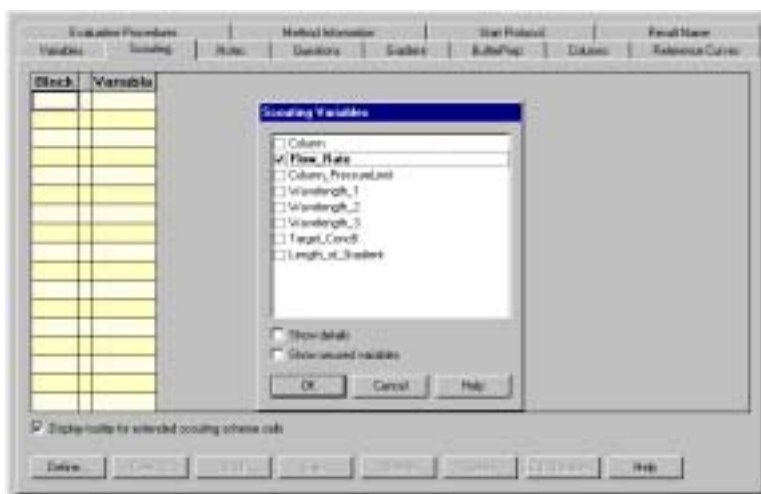 Evaluation Procedures Method Information Start Protocol Result Name
Variables Scouting Notes Questions Gradient BufferPrep Columns Reference Curves
Block Variable
Scouting Variables
Column
Flow_Rate
Column_PressureLimit
Wavelength_1
Wavelength_2
Wavelength_3
Target_ConcB
Length_of_Gradient
Show details
Show unused variables
OK Cancel Help
Display tooltip for extended scouting scheme cells
Define... Help